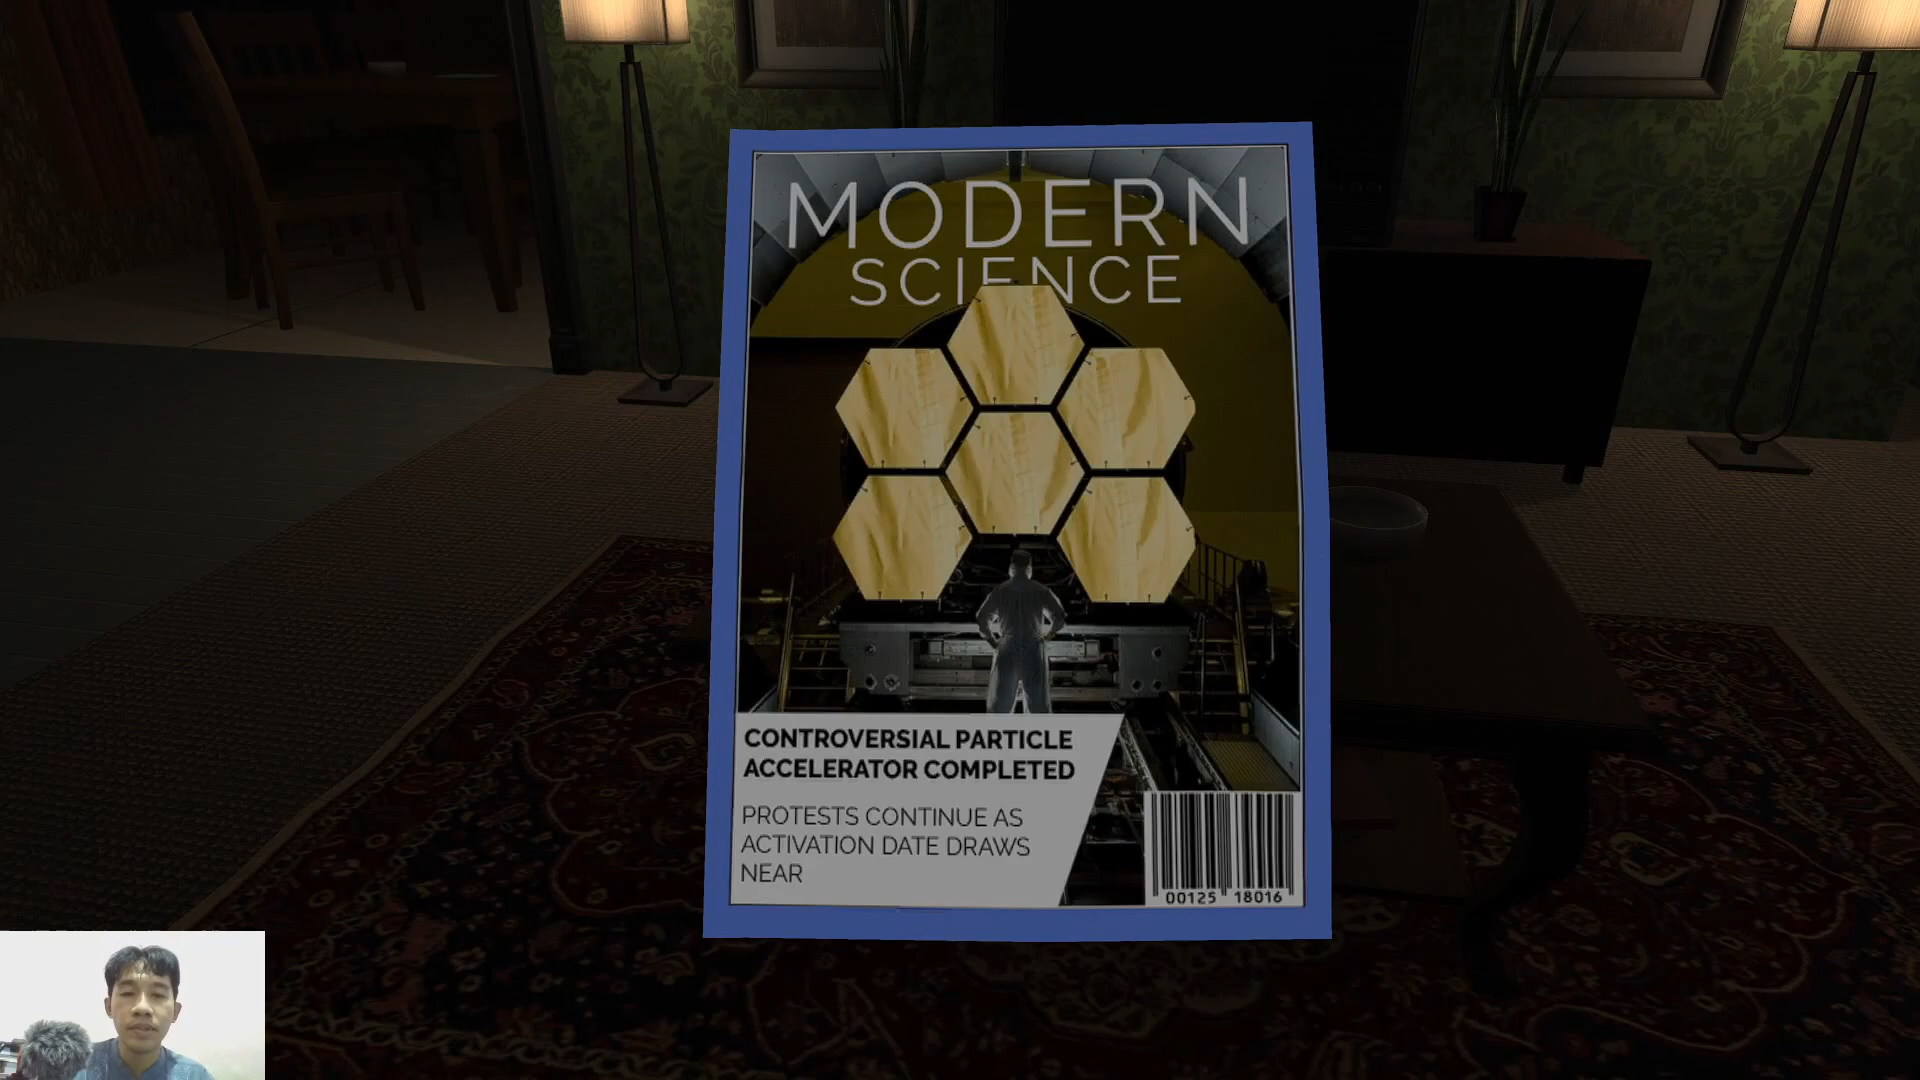 MODERN
SCIENCE
CONTROVERSIAL PARTICLE
ACCELERATOR COMPLETED
PROTESTS CONTINUE AS
ACTIVATION DATE DRAWS
NEAR
00125 18016